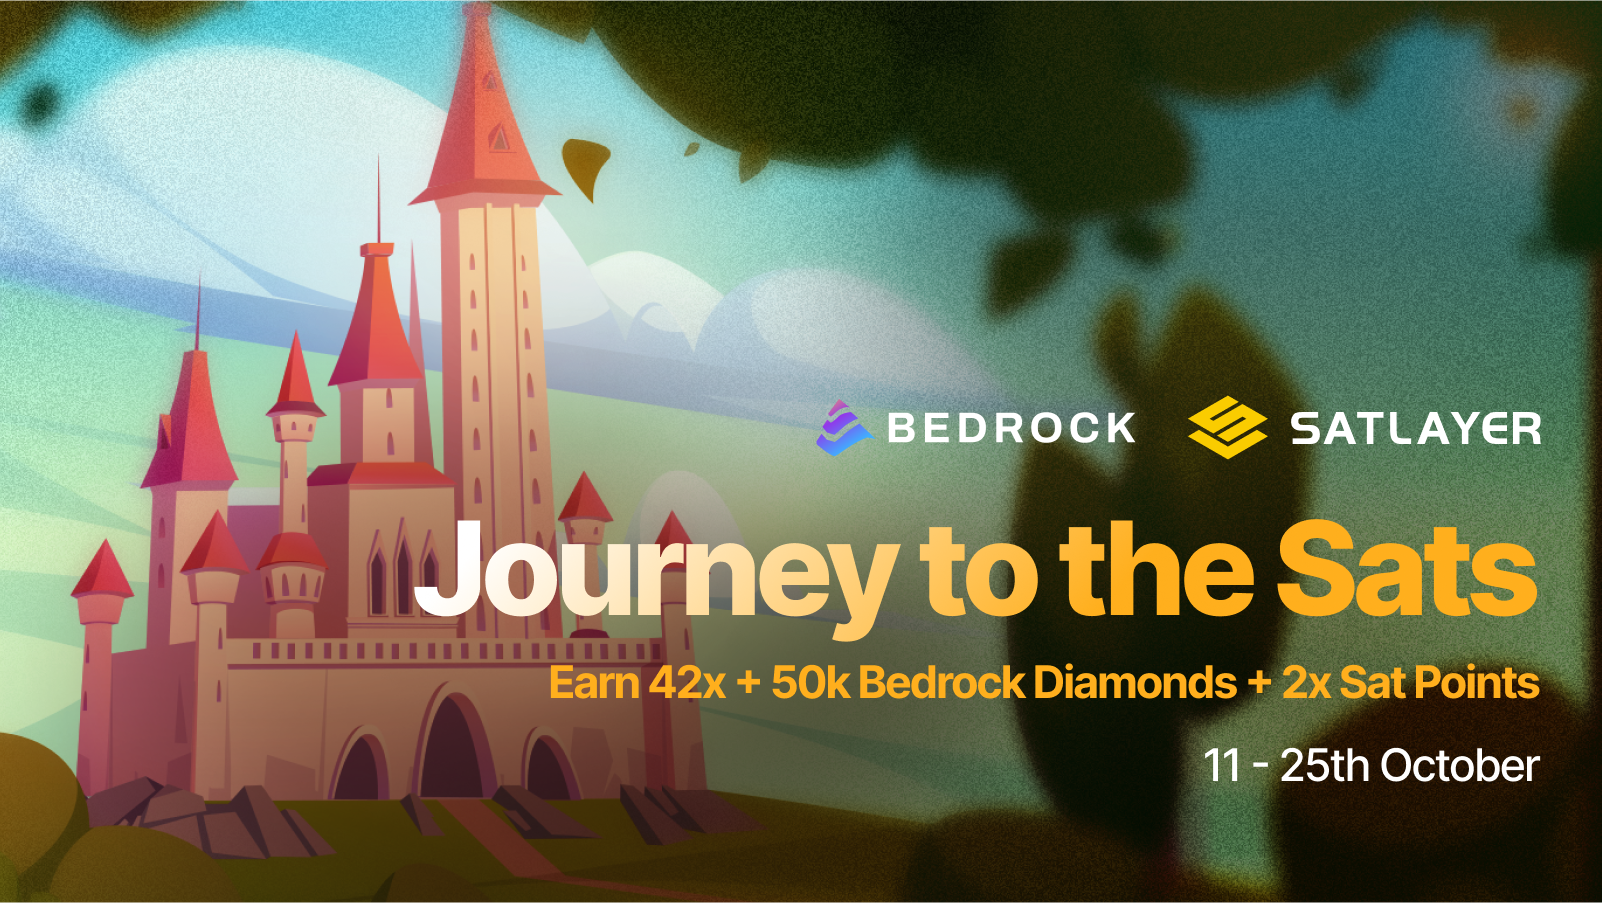 BEDROCK SATLAYER
Journey to the Sats
Earn 42x + 50k Bedrock Diamonds + 2x Sat Points
11 - 25th October